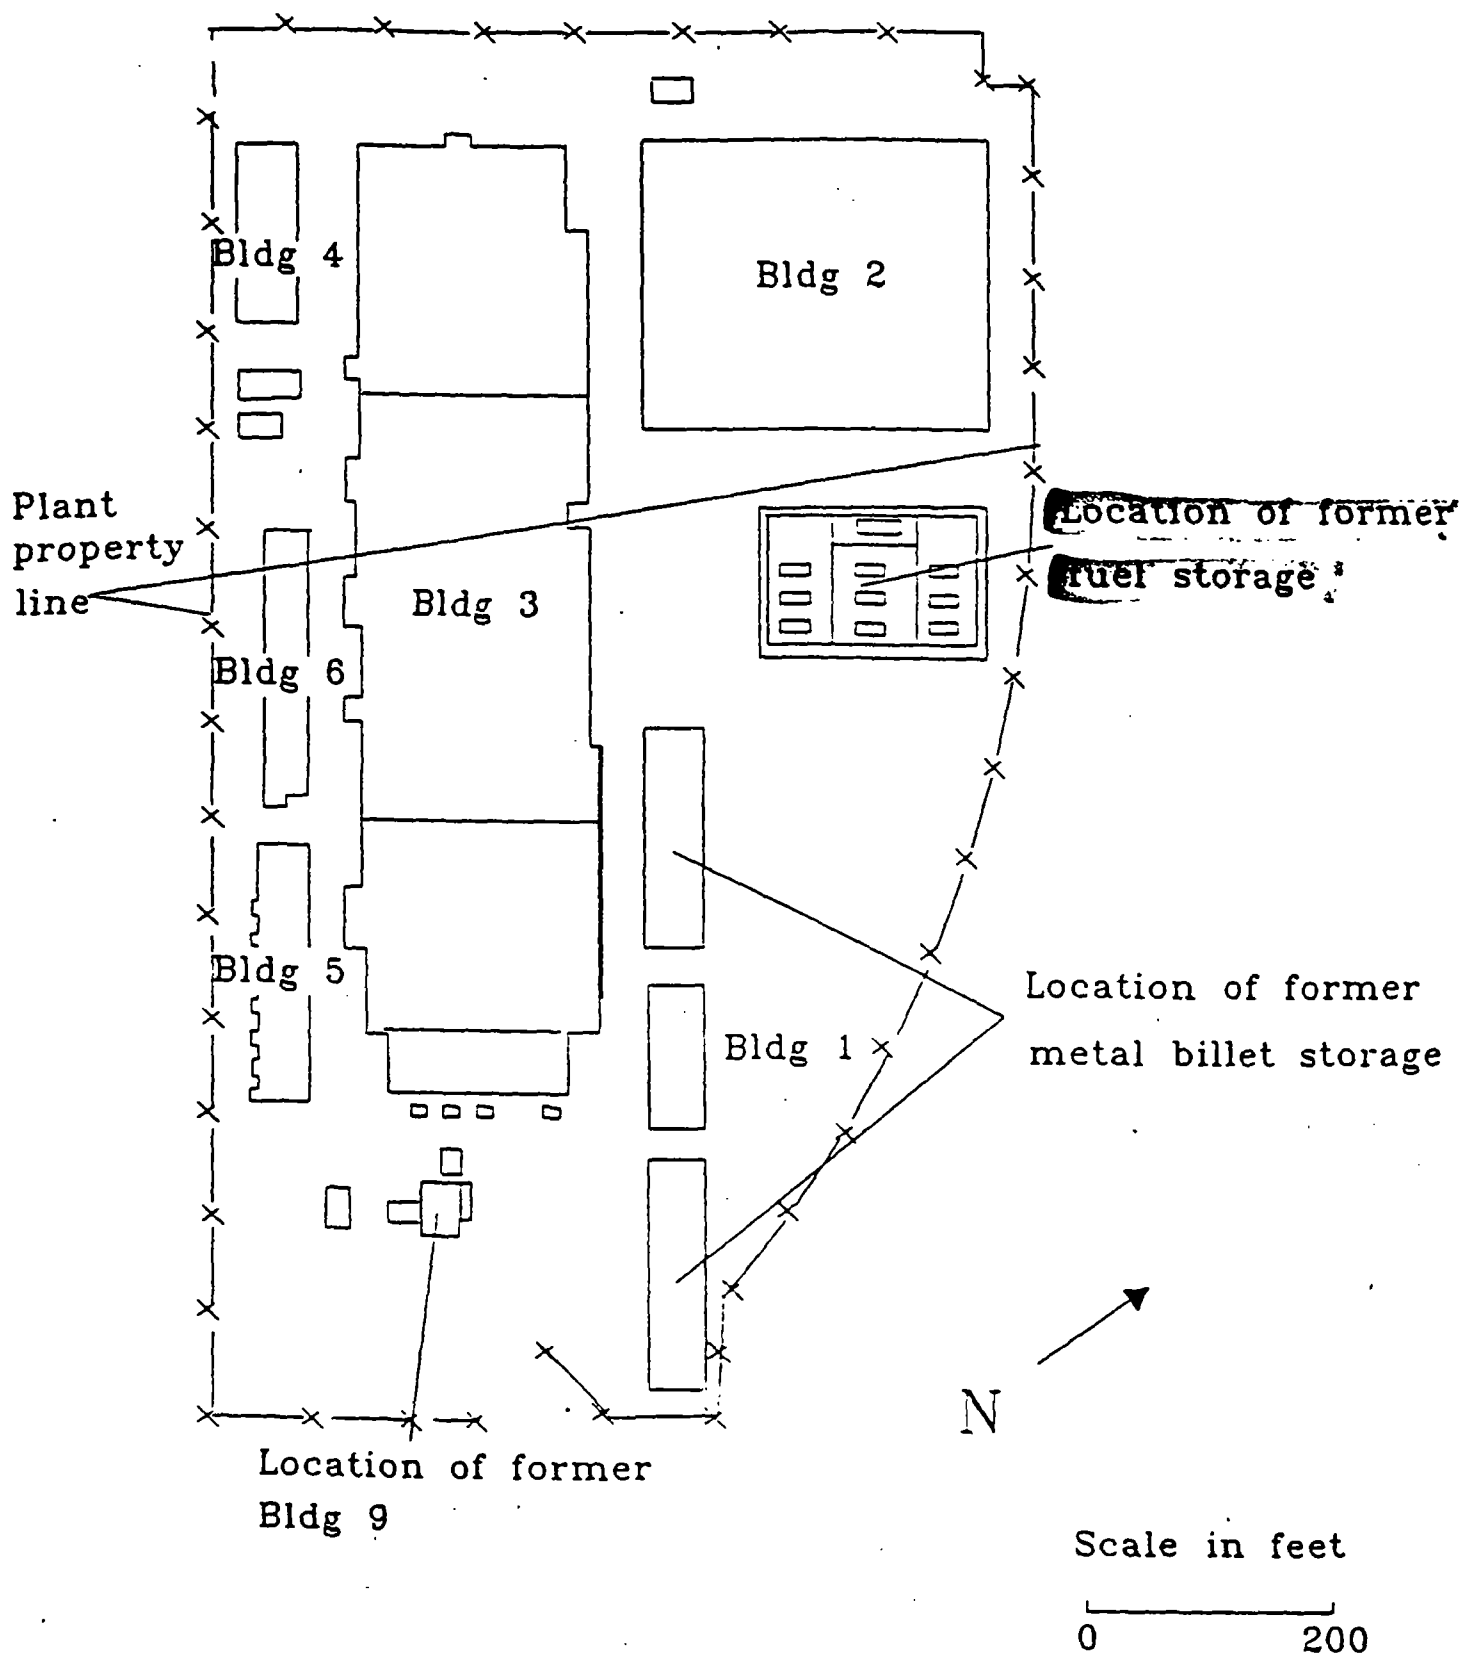 Bldg 4
Bldg 2
Plant
property
line
Location of former
fuel storage
Bldg 3
Bldg 6
Bldg 5
Location of former
metal billet storage
Bldg 1
N
Location of former
Bldg 9
Scale in feet
0 200